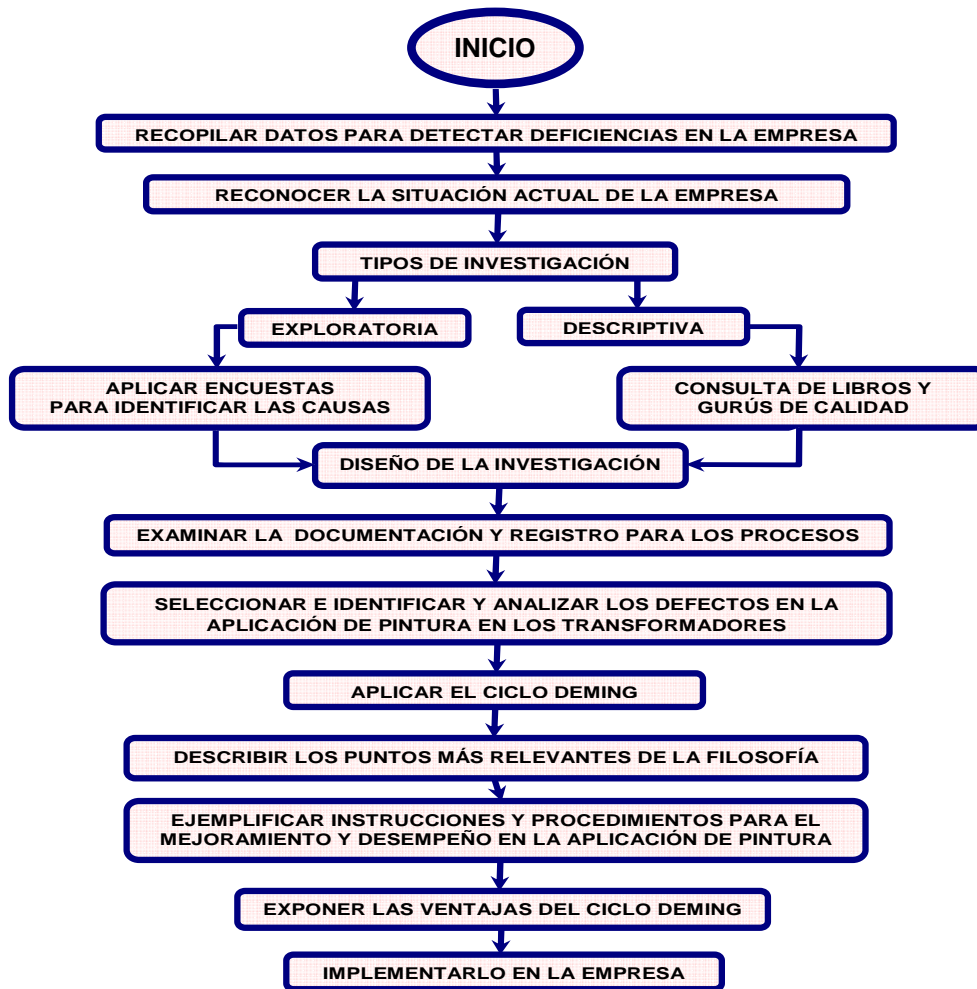 INICIO
RECOPILAR DATOS PARA DETECTAR DEFICIENCIAS EN LA EMPRESA
RECONOCER LA SITUACIÓN ACTUAL DE LA EMPRESA
TIPOS DE INVESTIGACIÓN
EXPLORATORIA
DESCRIPTIVA
APLICAR ENCUESTAS
PARA IDENTIFICAR LAS CAUSAS
CONSULTA DE LIBROS Y
GURÚS DE CALIDAD
DISEÑO DE LA INVESTIGACIÓN
EXAMINAR LA DOCUMENTACIÓN Y REGISTRO PARA LOS PROCESOS
SELECCIONAR E IDENTIFICAR Y ANALIZAR LOS DEFECTOS EN LA
APLICACIÓN DE PINTURA EN LOS TRANSFORMADORES
APLICAR EL CICLO DEMING
DESCRIBIR LOS PUNTOS MÁS RELEVANTES DE LA FILOSOFÍA
EJEMPLIFICAR INSTRUCCIONES Y PROCEDIMIENTOS PARA EL
MEJORAMIENTO Y DESEMPEÑO EN LA APLICACIÓN DE PINTURA
EXPONER LAS VENTAJAS DEL CICLO DEMING
IMPLEMENTARLO EN LA EMPRESA